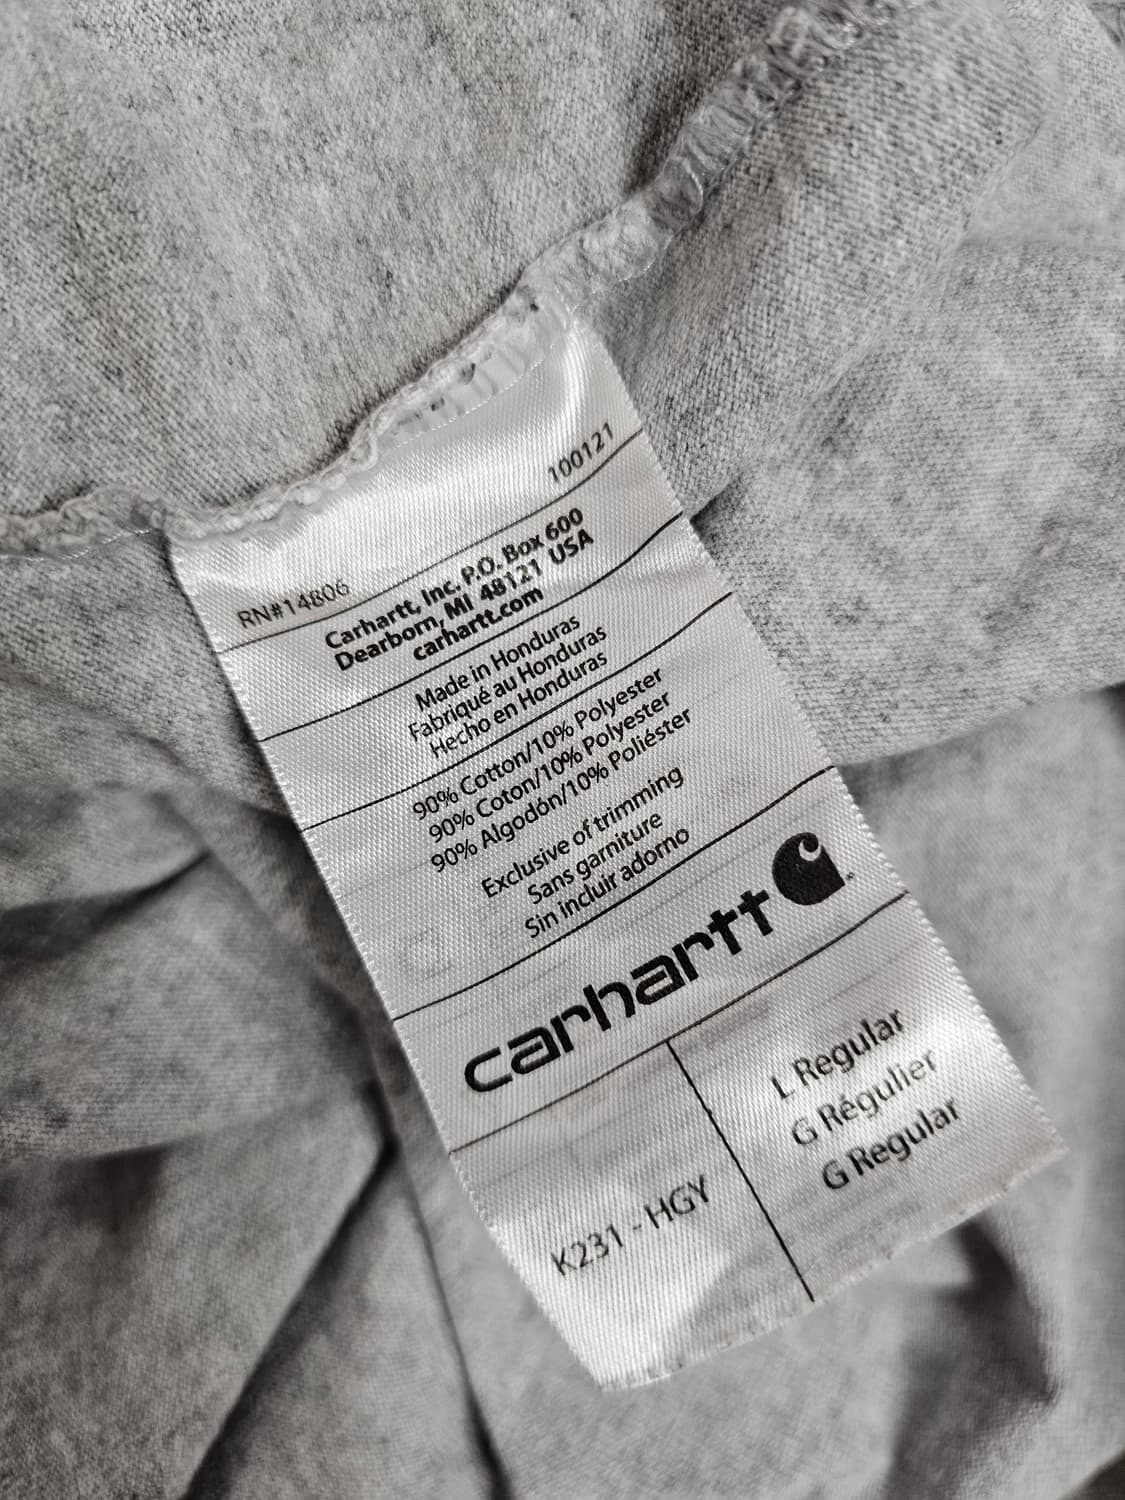 RN#14806 100121
Carhartt, Inc. P.O. Box 600
Dearborn, MI 48121 USA
carhartt.com
Made in Honduras
Fabriqué au Honduras
Hecho en Honduras
90% Cotton/10% Polyester
90% Coton/10% Polyester
90% Algodón/10% Poliéster
Exclusive of trimming
Sans garniture
Sin incluir adorno
carhartt
K231 - HGY
L Regular
G Régulier
G Regular